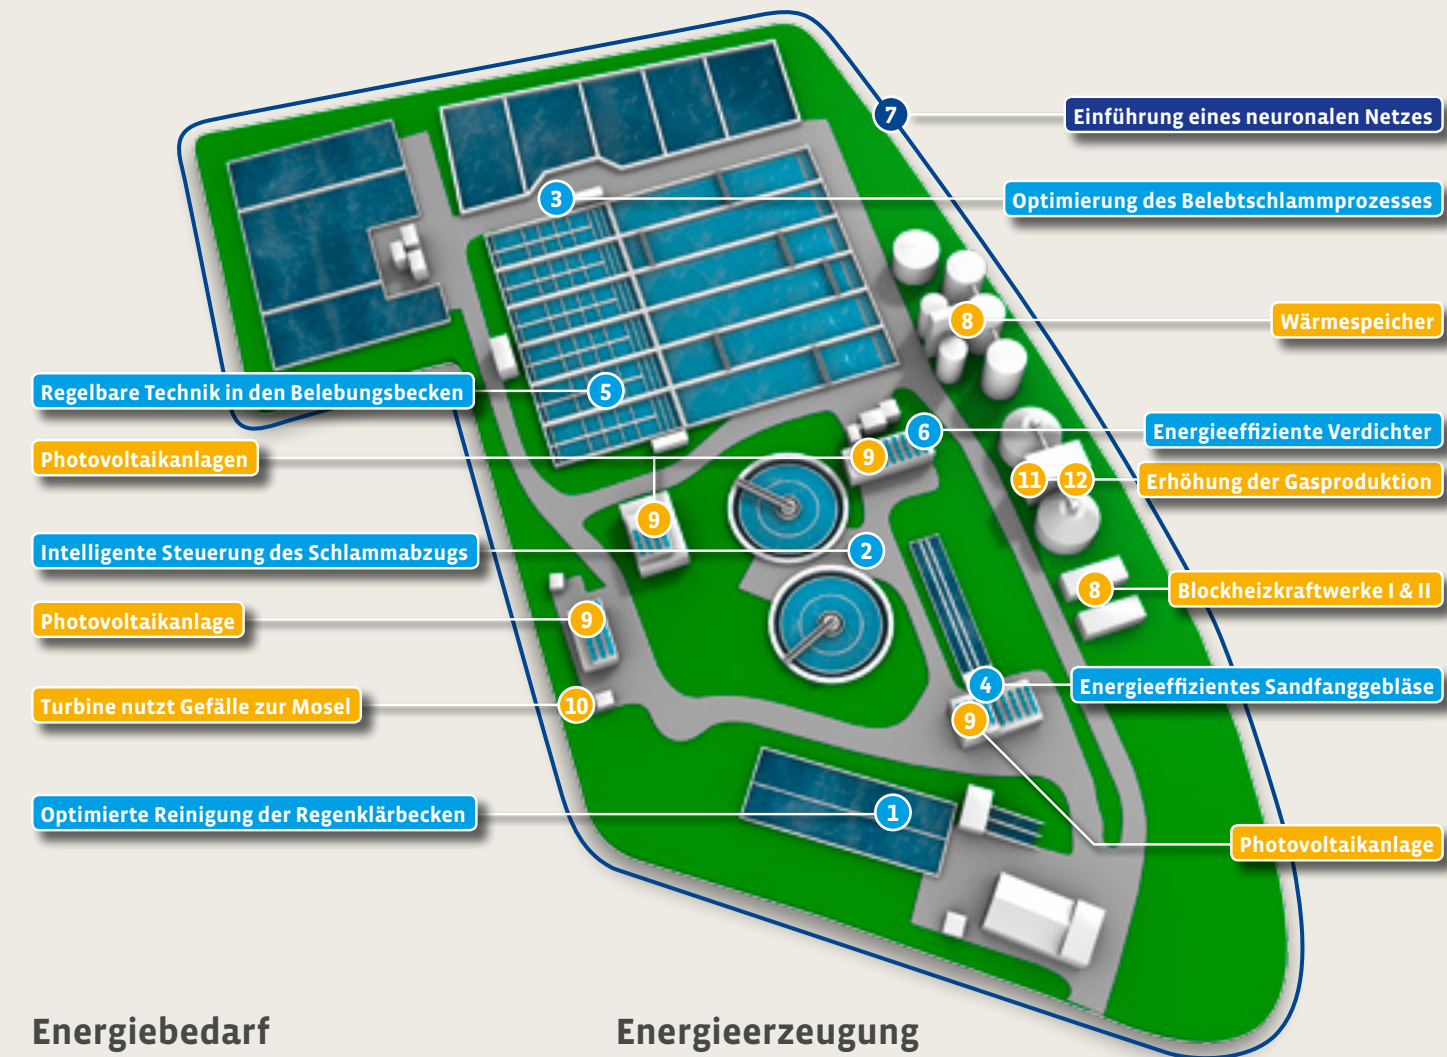 7 Einführung eines neuronalen Netzes
3 Optimierung des Belebtschlammprozesses
8 Wärmespeicher
Regelbare Technik in den Belebungsbecken 5
6 Energieeffiziente Verdichter
Photovoltaikanlagen 9 9
11 12 Erhöhung der Gasproduktion
Intelligente Steuerung des Schlammabzugs 2
8 Blockheizkraftwerke I & II
Photovoltaikanlage 9
4 Energieeffizientes Sandfanggebläse
Turbine nutzt Gefälle zur Mosel 10
Optimierte Reinigung der Regenklärbecken 1
9 Photovoltaikanlage
Energiebedarf
Energieerzeugung